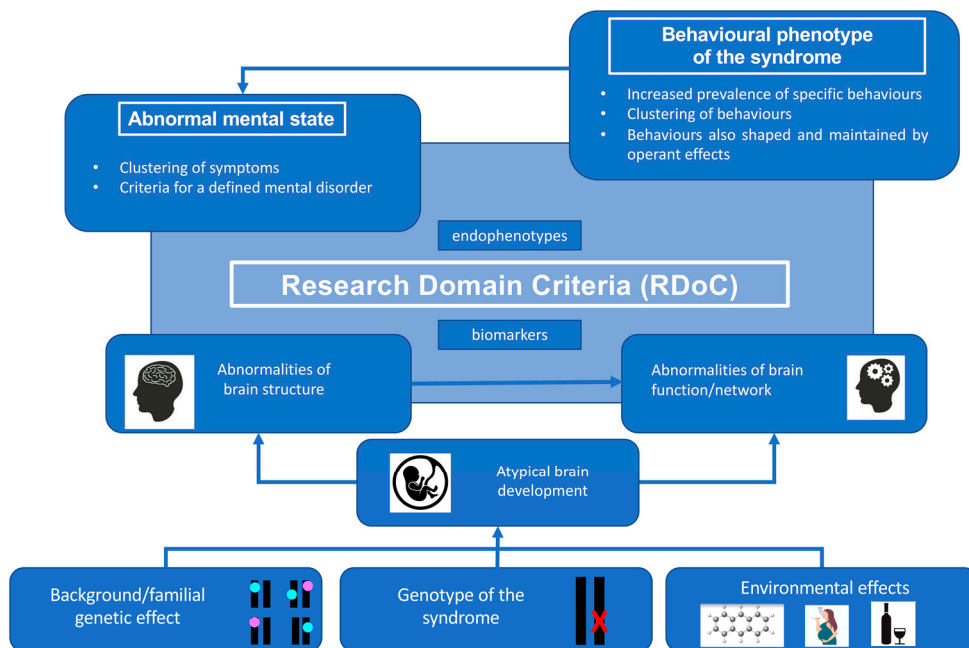 Behavioural phenotype
of the syndrome
• Increased prevalence of specific behaviours
• Clustering of behaviours
• Behaviours also shaped and maintained by
operant effects
Abnormal mental state
• Clustering of symptoms
• Criteria for a defined mental disorder
endophenotypes
Research Domain Criteria (RDoC)
biomarkers
Abnormalities of
brain structure
Abnormalities of brain
function/network
Atypical brain
development
Background/familial
genetic effect
Genotype of the
syndrome
Environmental effects